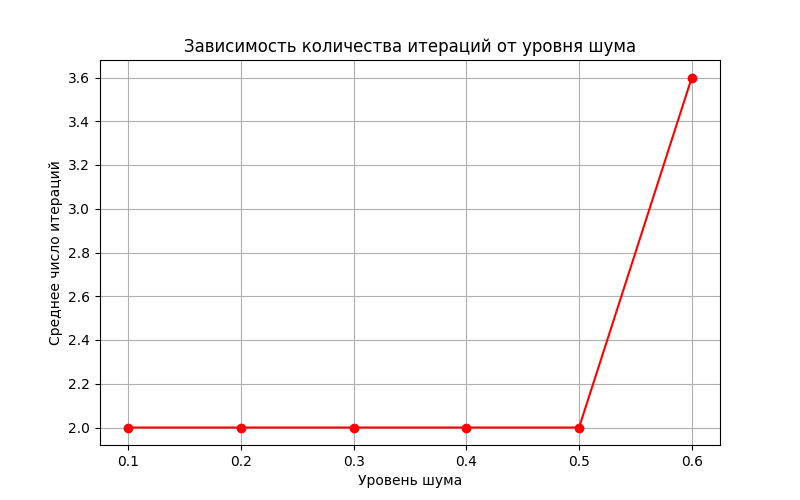 Зависимость количества итераций от уровня шума
Среднее число итераций
3.6
3.4
3.2
3.0
2.8
2.6
2.4
2.2
2.0
0.1 0.2 0.3 0.4 0.5 0.6
Уровень шума